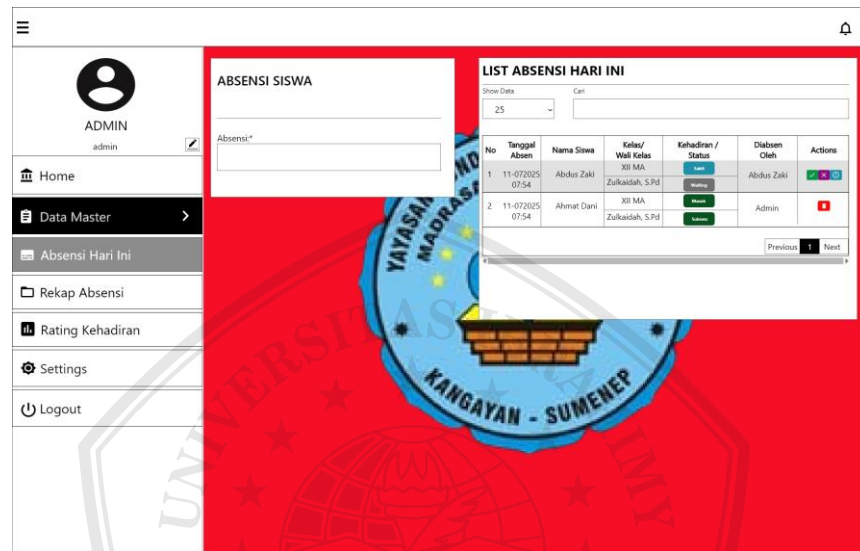 ADMIN
admin
Home
Data Master
Absensi Hari Ini
Rekap Absensi
Rating Kehadiran
Settings
Logout
ABSENSI SISWA
Absensi:*
LIST ABSENSI HARI INI
Show Data Cari
25
No Tanggal Absen Nama Siswa Kelas/ Wali Kelas Kehadiran / Status Diabsen Oleh Actions
1 11-072025 07:54 Abdus Zaki XII MA Zulkaidah, S.Pd Sakit Waiting Abdus Zaki
2 11-072025 07:54 Ahmat Dani XII MA Zulkaidah, S.Pd Masuk Admin
Previous 1 Next
YAYASAN
MADRASA
KANGAYAN - SUMENEP
UNIVERSITAS IBRAHIMY